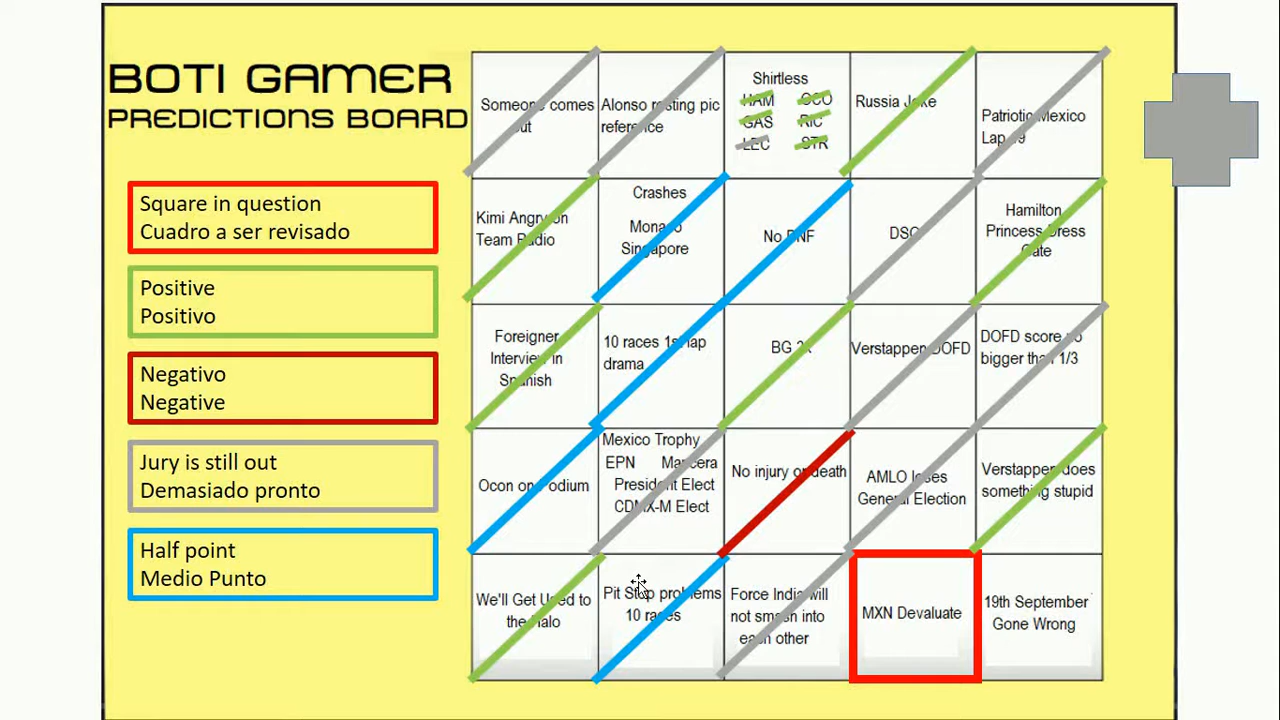 BOTI GAMER
PREDICTIONS BOARD
Square in question
Cuadro a ser revisado
Positive
Positivo
Negativo
Negative
Jury is still out
Demasiado pronto
Half point
Medio Punto
Someone comes
out
Alonso resting pic
reference
Shirtless
HAM OCO
GAS RIC
LEC STR
Russia Joke
Patriotic Mexico
Lap 19
Kimi Angry on
Team Radio
Crashes
Monaco
Singapore
No DNF
DSQ
Hamilton
Princess Dress
Gate
Foreigner
Interview in
Spanish
10 races 1st lap
drama
BG 2X
Verstappen DOFD
DOFD score no
bigger than 1/3
Ocon on Podium
Mexico Trophy
EPN Mancera
President Elect
CDMX-M Elect
No injury or death
AMLO loses
General Election
Verstappen does
something stupid
We'll Get Used to
the Halo
Pit Stop problems
10 races
Force India will
not smash into
each other
MXN Devaluate
19th September
Gone Wrong